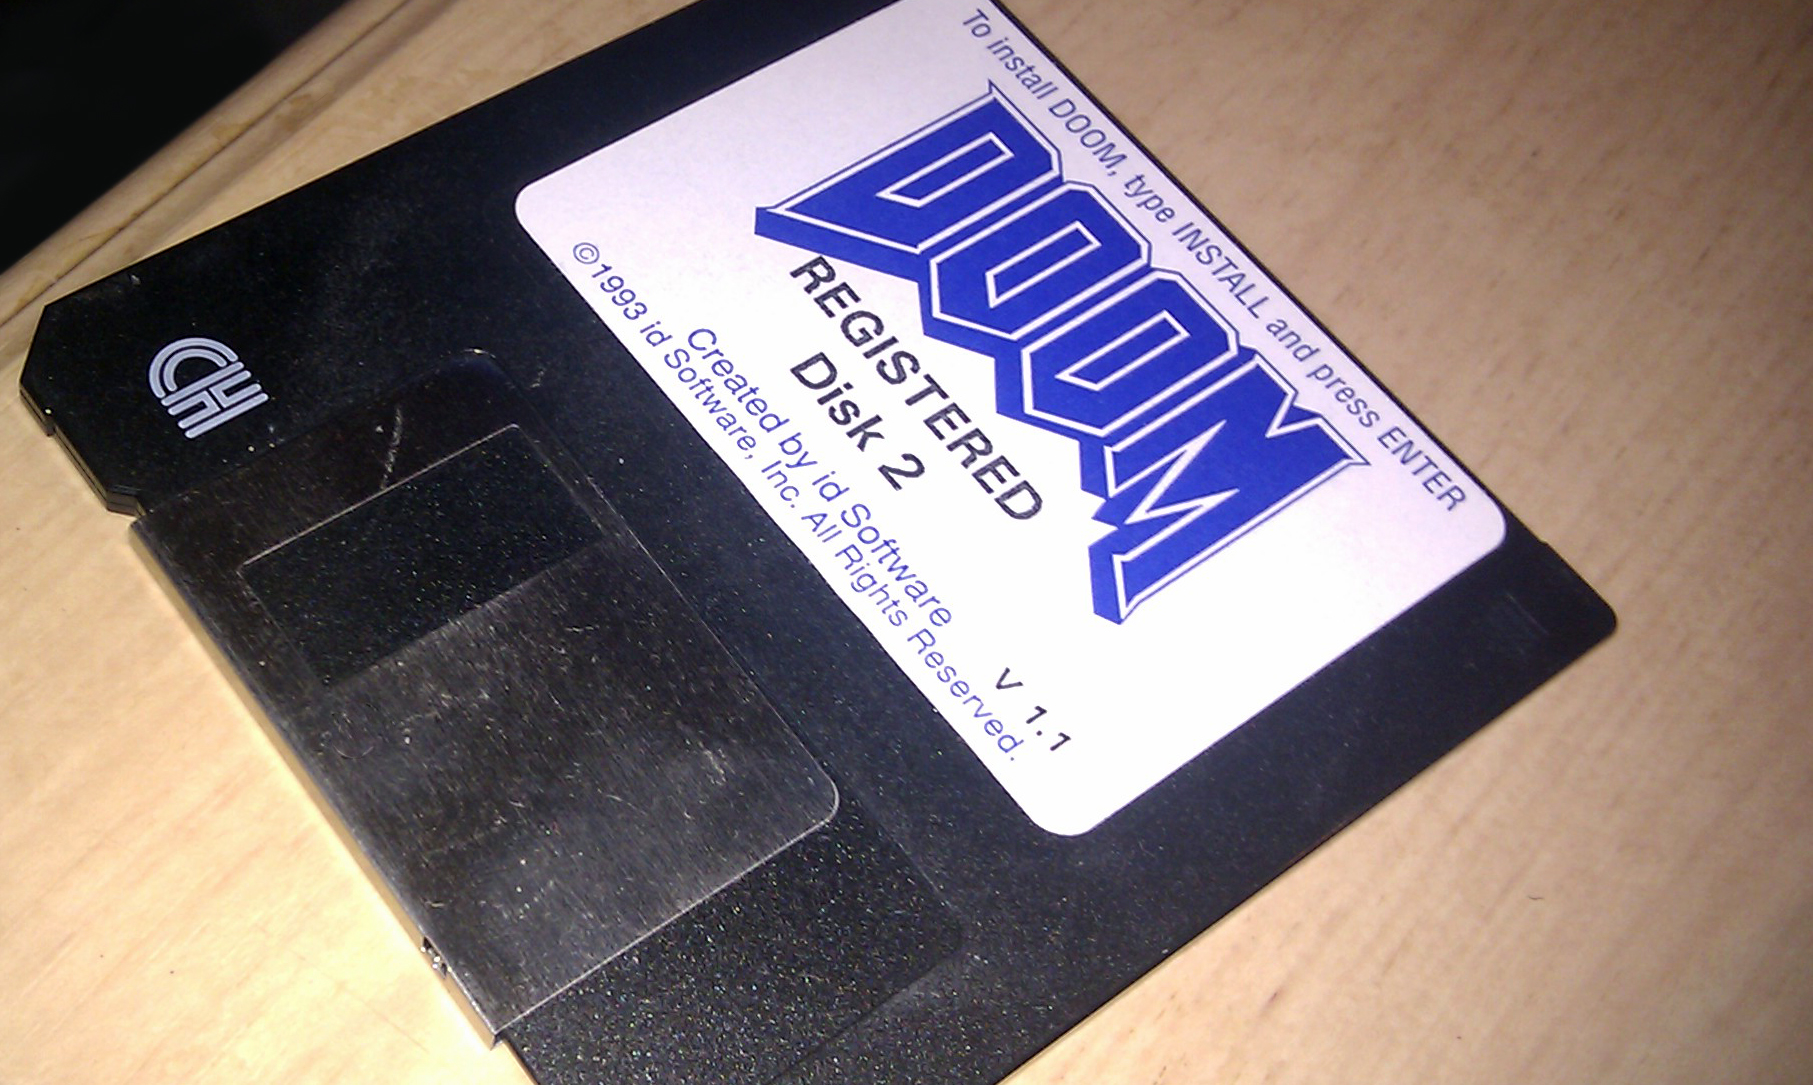 To install DOOM, type INSTALL and press ENTER
DOOM
REGISTERED
Disk 2
v 1.1
Created by id Software
©1993 id Software, Inc. All Rights Reserved.
CH